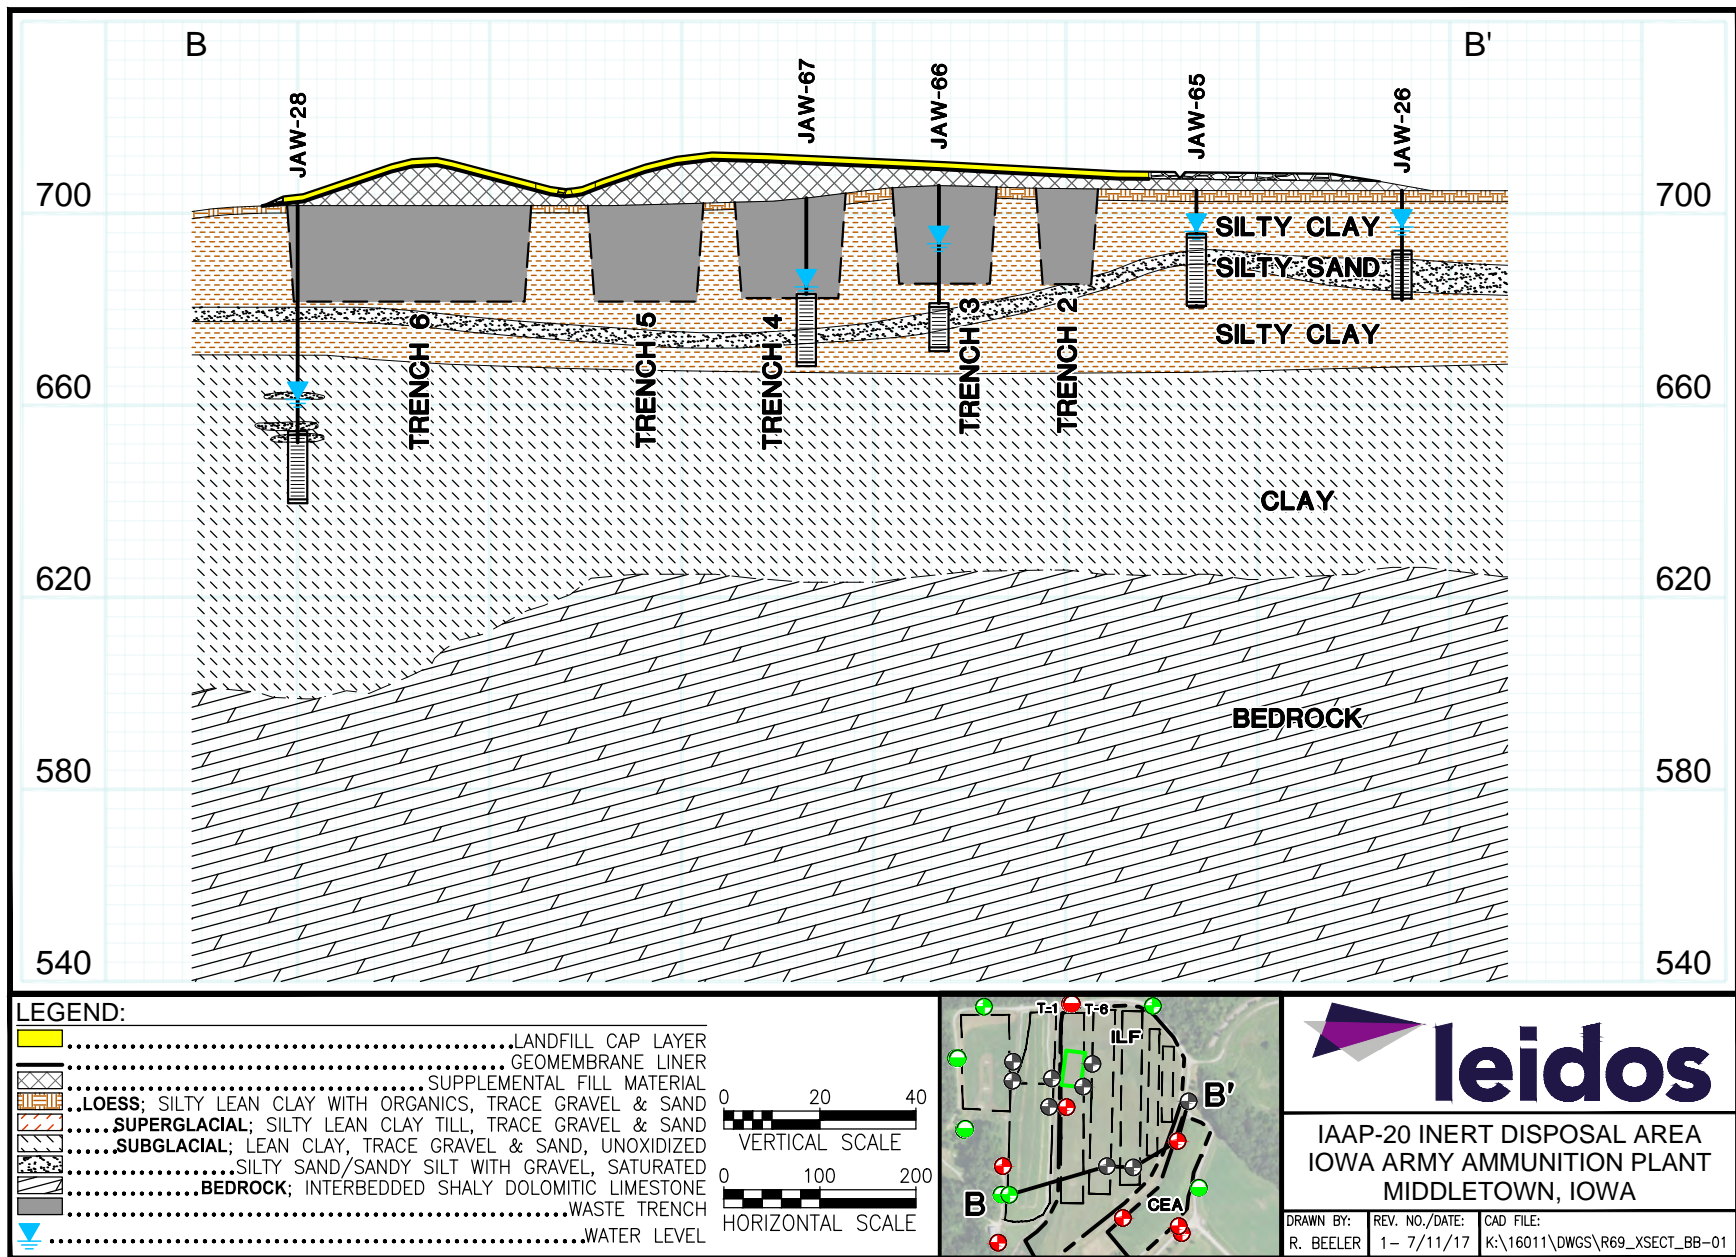 B
B'
JAW-28
JAW-67
JAW-66
JAW-65
JAW-26
700
700
SILTY CLAY
SILTY SAND
SILTY CLAY
TRENCH 6
TRENCH 5
TRENCH 4
TRENCH 3
TRENCH 2
660
660
CLAY
620
620
BEDROCK
580
580
540
540
LEGEND:
LANDFILL CAP LAYER
GEOMEMBRANE LINER
SUPPLEMENTAL FILL MATERIAL
LOESS; SILTY LEAN CLAY WITH ORGANICS, TRACE GRAVEL & SAND
SUPERGLACIAL; SILTY LEAN CLAY TILL, TRACE GRAVEL & SAND
SUBGLACIAL; LEAN CLAY, TRACE GRAVEL & SAND, UNOXIDIZED
SILTY SAND/SANDY SILT WITH GRAVEL, SATURATED
BEDROCK; INTERBEDDED SHALY DOLOMITIC LIMESTONE
WASTE TRENCH
WATER LEVEL
0 20 40
VERTICAL SCALE
0 100 200
HORIZONTAL SCALE
T-1 T-6
ILF
B'
B
CEA
leidos
IAAP-20 INERT DISPOSAL AREA
IOWA ARMY AMMUNITION PLANT
MIDDLETOWN, IOWA
DRAWN BY:
R. BEELER
REV. NO./DATE:
1- 7/11/17
CAD FILE:
K:\16011\DWGS\R69_XSECT_BB-01